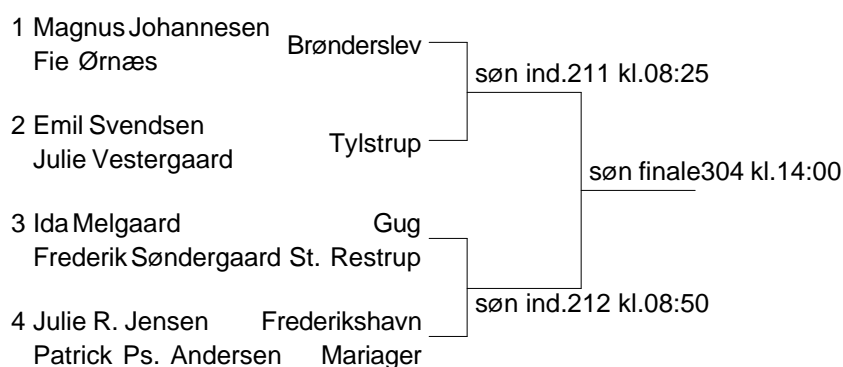 1 Magnus Johannesen
Fie Ørnæs
Brønderslev
søn ind.211 kl.08:25
2 Emil Svendsen
Julie Vestergaard
Tylstrup
søn finale304 kl.14:00
3 Ida Melgaard Gug
Frederik Søndergaard St. Restrup
søn ind.212 kl.08:50
4 Julie R. Jensen Frederikshavn
Patrick Ps. Andersen Mariager